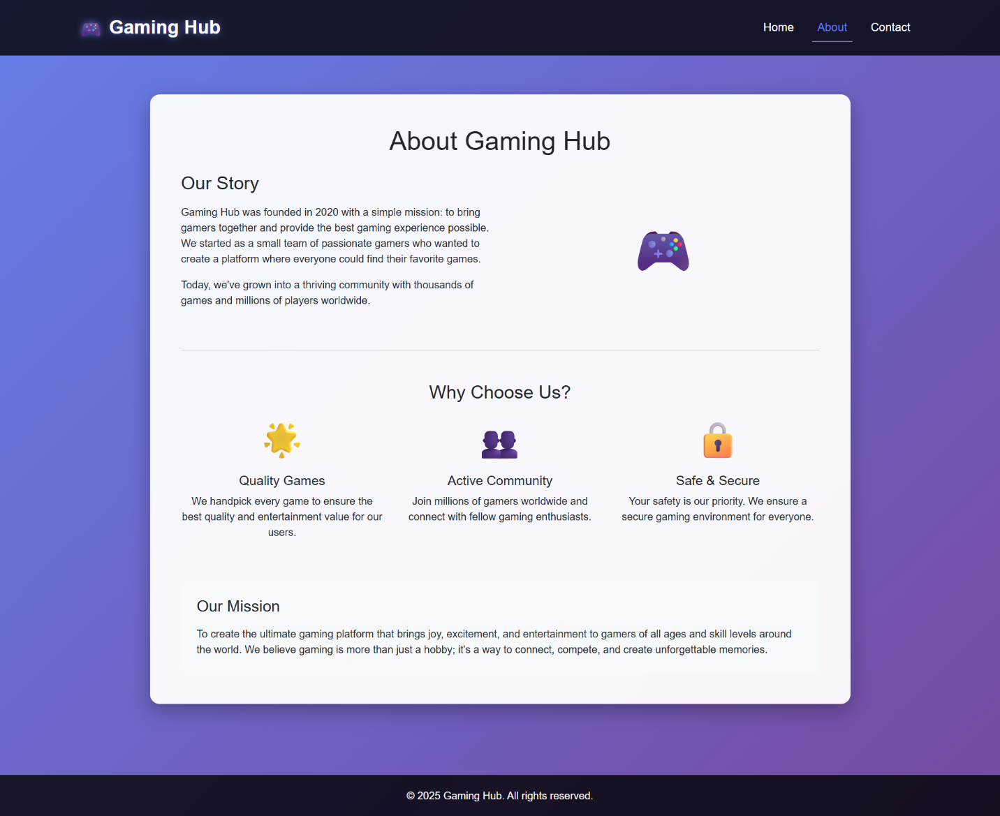 Gaming Hub
Home About Contact
About Gaming Hub
Our Story
Gaming Hub was founded in 2020 with a simple mission: to bring
gamers together and provide the best gaming experience possible.
We started as a small team of passionate gamers who wanted to
create a platform where everyone could find their favorite games.
Today, we've grown into a thriving community with thousands of
games and millions of players worldwide.
Why Choose Us?
Quality Games
We handpick every game to ensure the
best quality and entertainment value for our
users.
Active Community
Join millions of gamers worldwide and
connect with fellow gaming enthusiasts.
Safe & Secure
Your safety is our priority. We ensure a
secure gaming environment for everyone.
Our Mission
To create the ultimate gaming platform that brings joy, excitement, and entertainment to gamers of all ages and skill levels around
the world. We believe gaming is more than just a hobby; it's a way to connect, compete, and create unforgettable memories.
© 2025 Gaming Hub. All rights reserved.